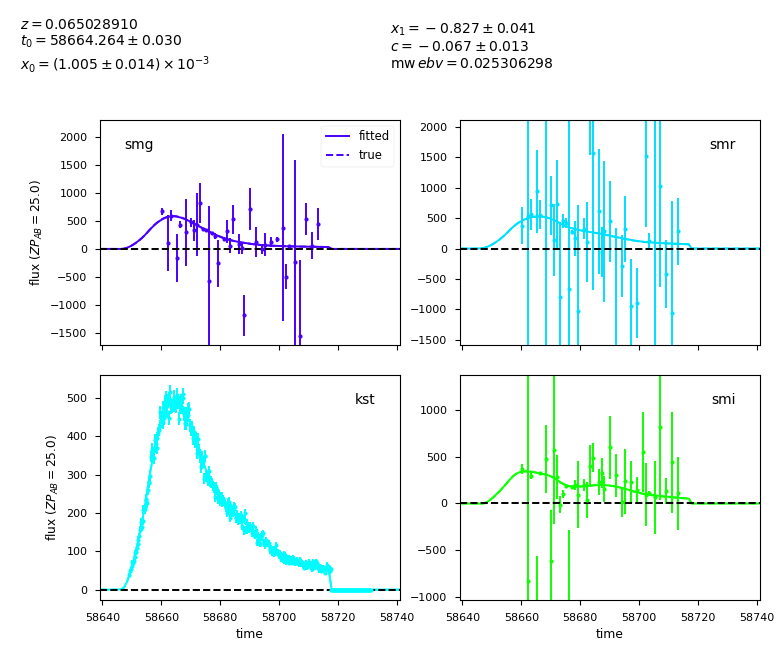 z = 0.065028910
t0 = 58664.264 ± 0.030
x0 = (1.005 ± 0.014) × 10^−3
x1 = −0.827 ± 0.041
c = −0.067 ± 0.013
mw ebv = 0.025306298
smg
fitted
true
2000
1500
1000
500
0
−500
−1000
−1500
flux (ZP_AB = 25.0)
smr
2000
1500
1000
500
0
−500
−1000
−1500
kst
500
400
300
200
100
0
flux (ZP_AB = 25.0)
58640 58660 58680 58700 58720 58740
time
smi
1000
500
0
−500
−1000
58640 58660 58680 58700 58720 58740
time